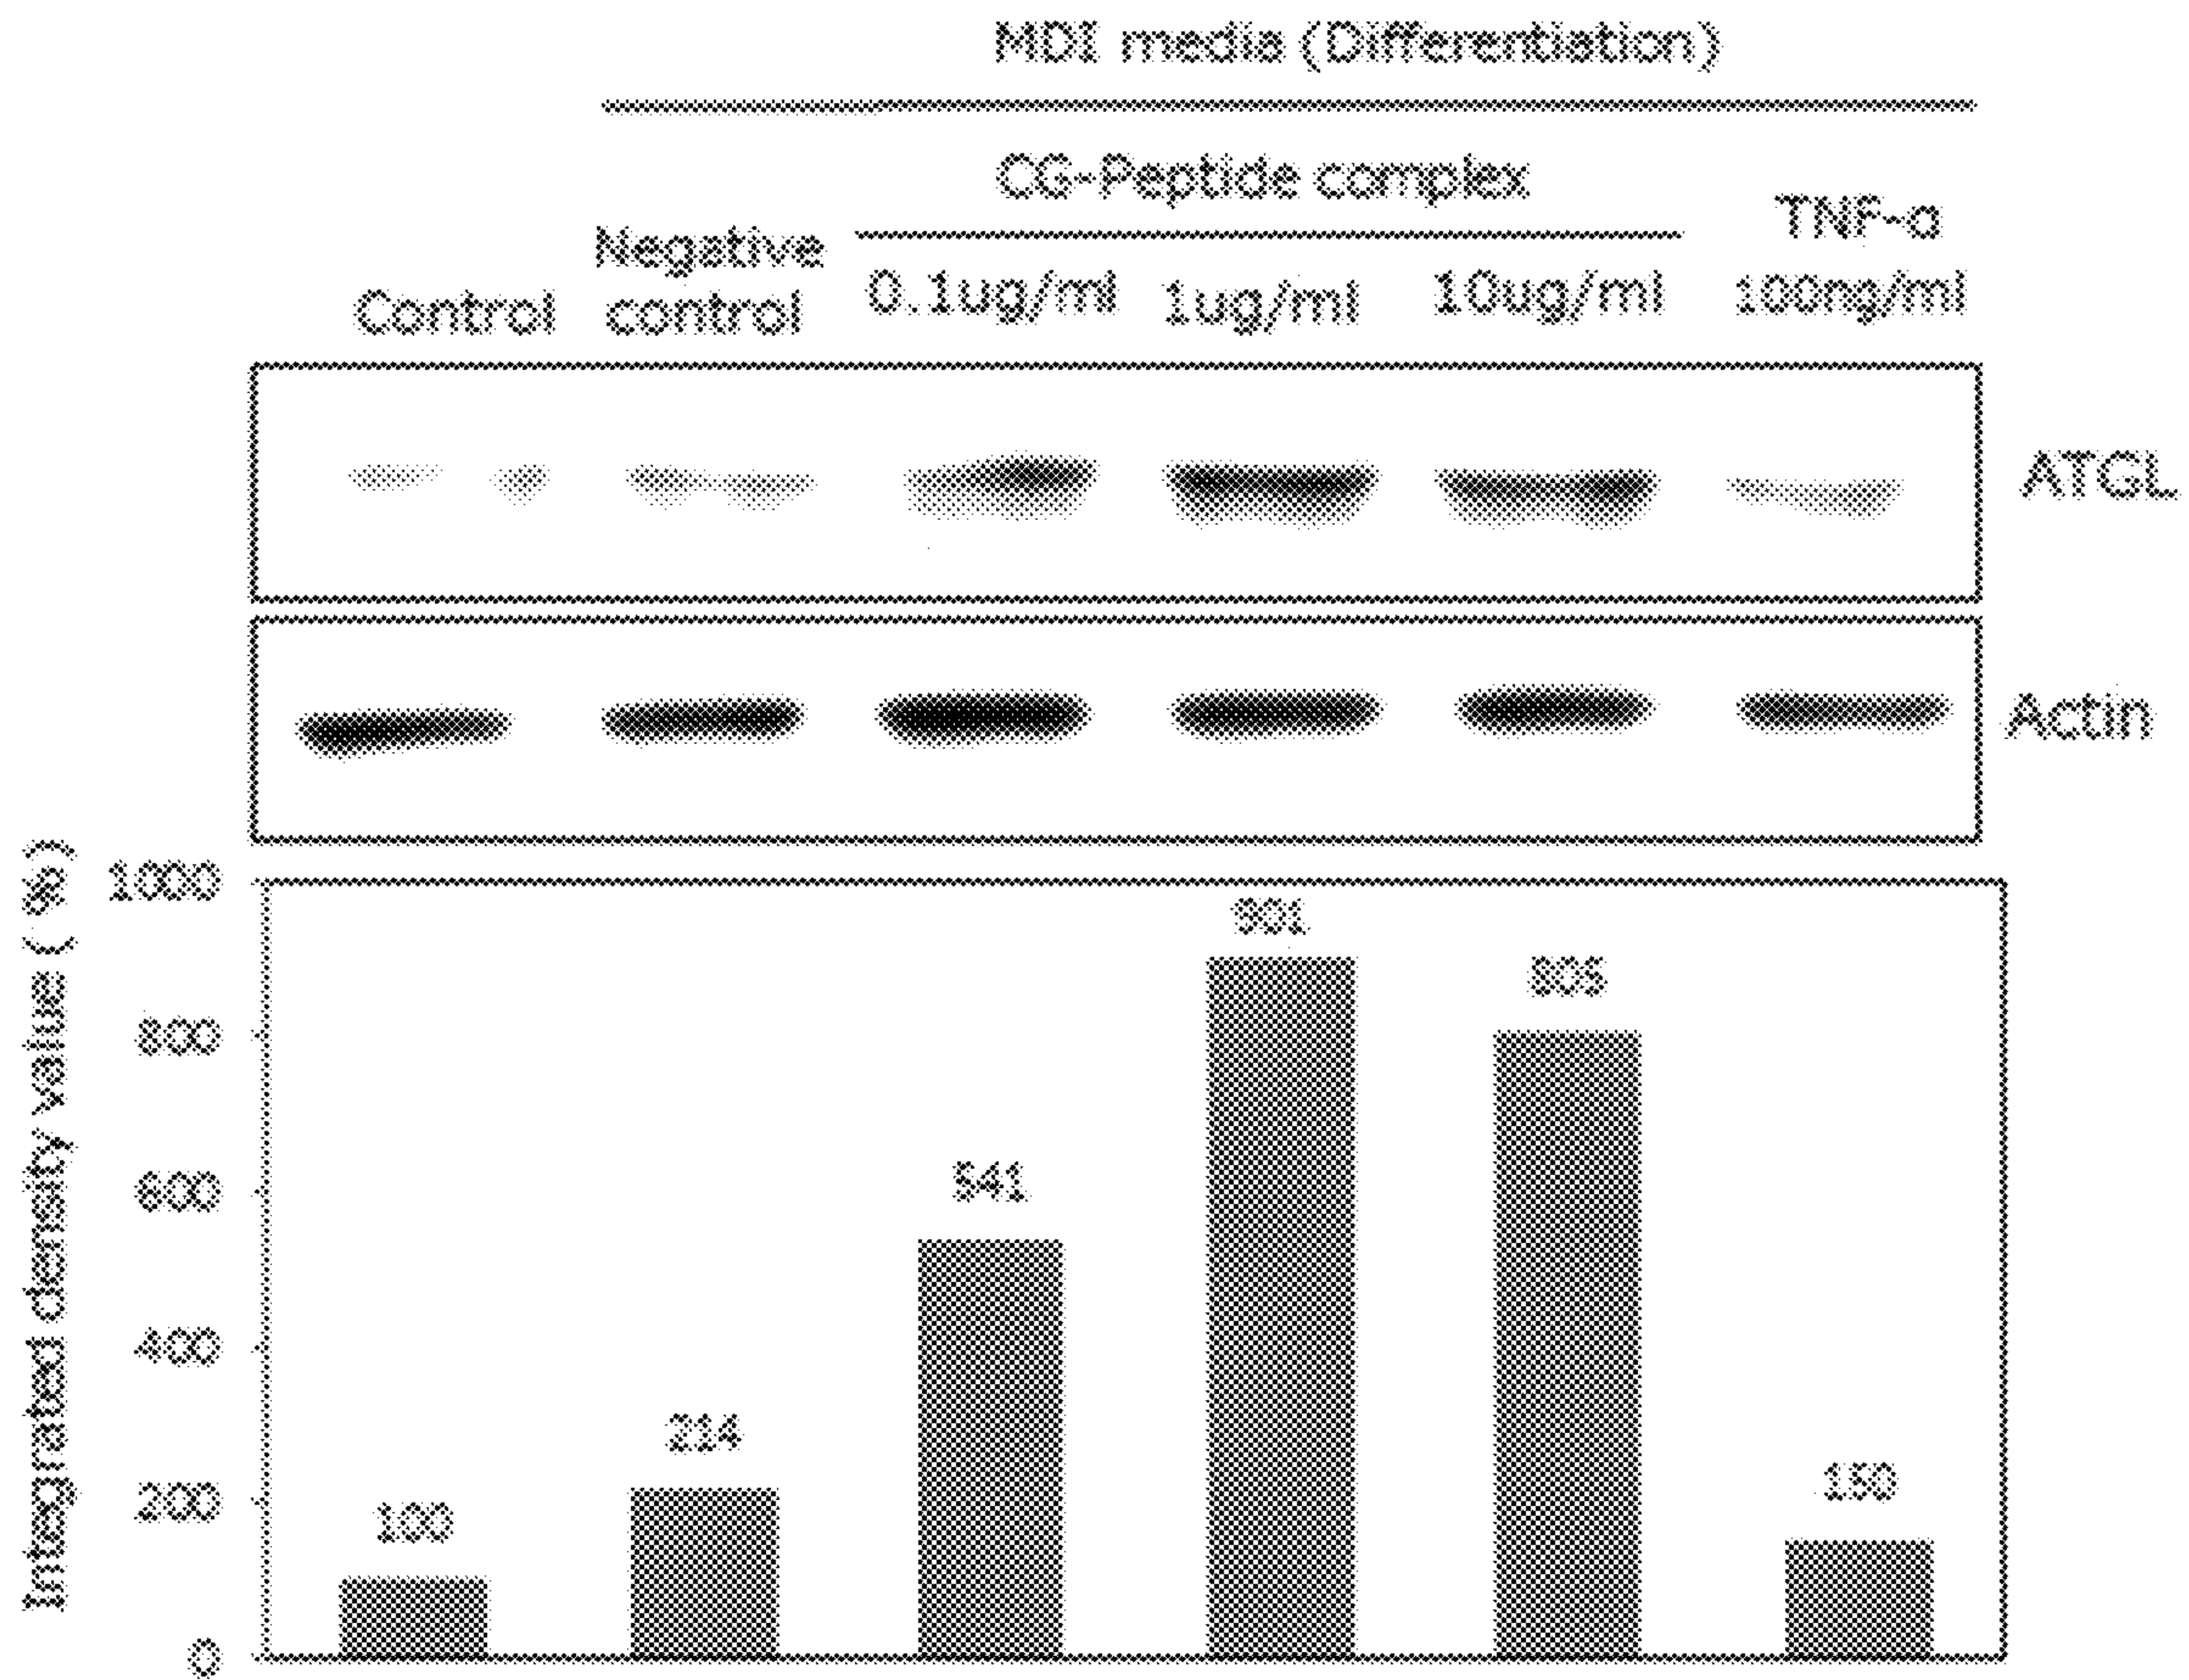 MDI media (Differentiation)
CG-Peptide complex
TNF-α
Negative
Control control 0.1ug/ml 1ug/ml 10ug/ml 100ng/ml
ATGL
Actin
Integrated density value ( %)
1000
800
600
400
200
0
100
214
541
901
805
150